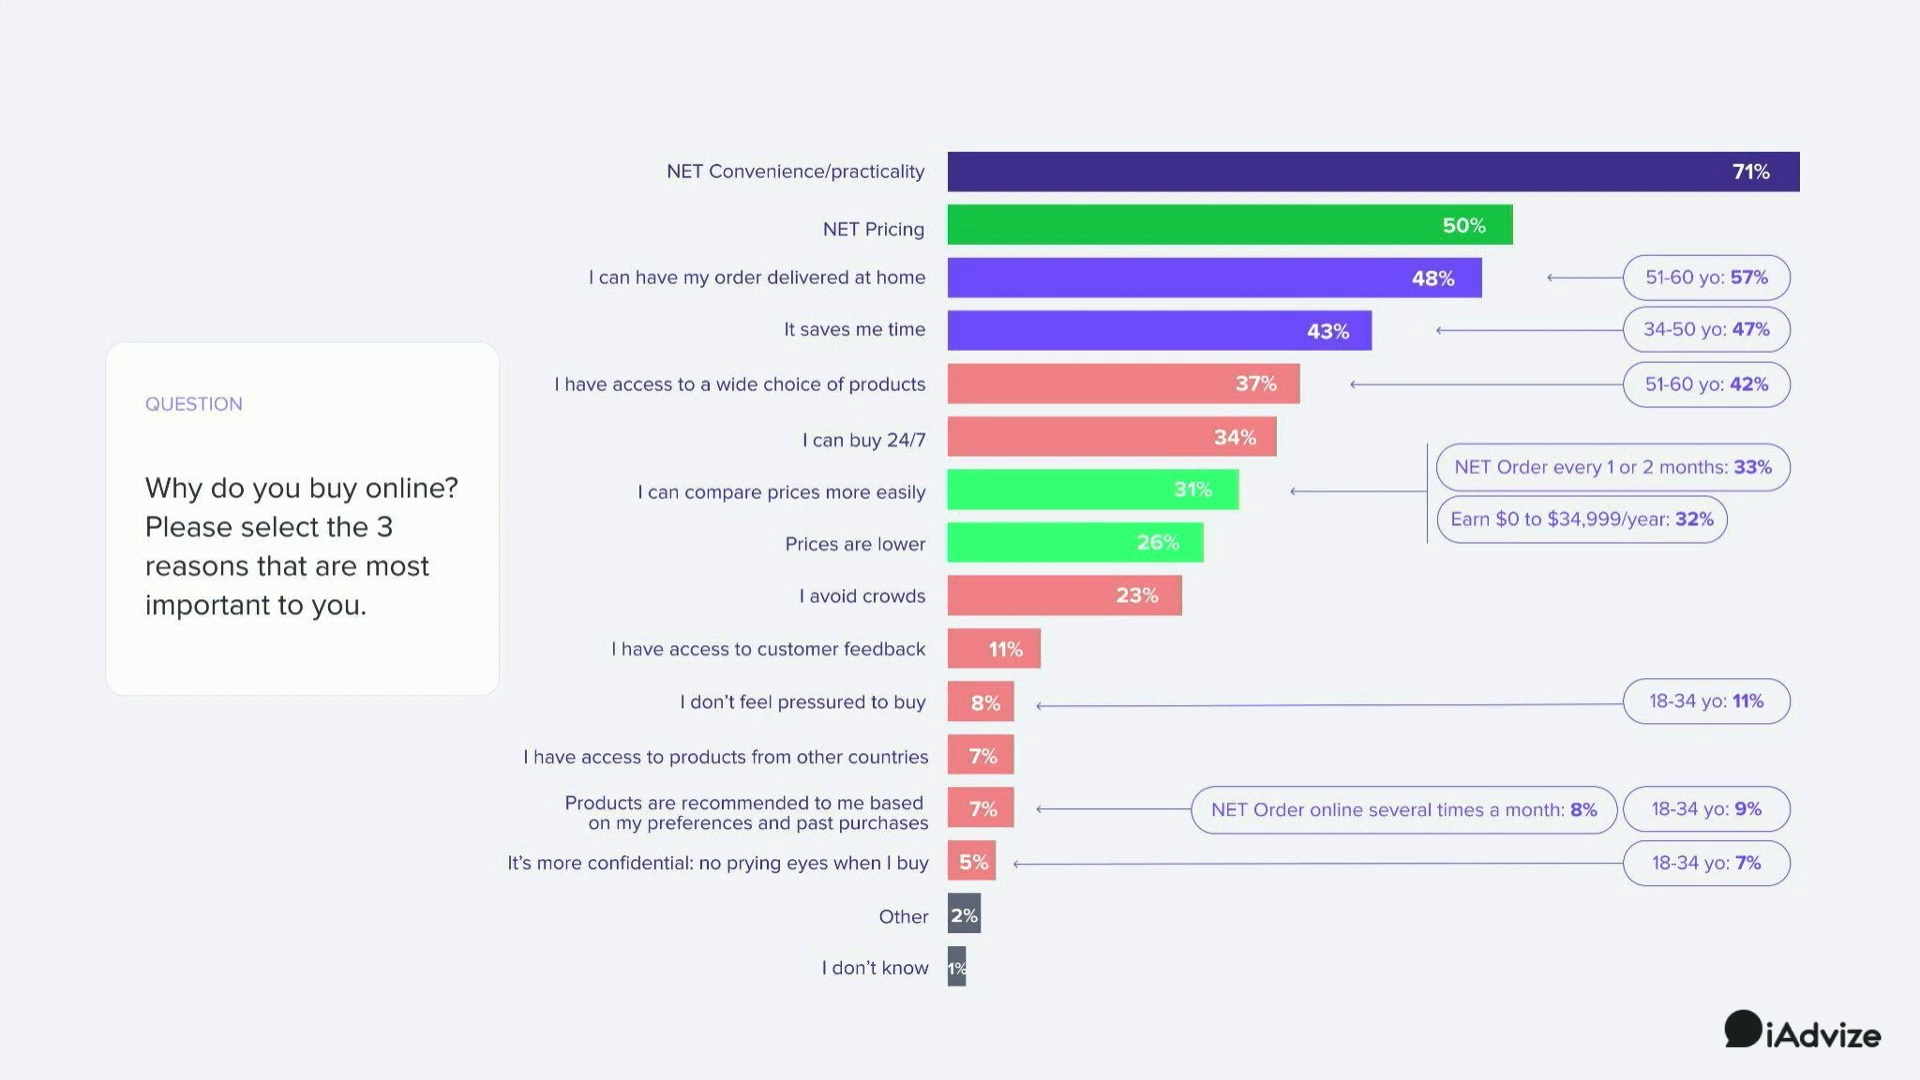 QUESTION
Why do you buy online?
Please select the 3
reasons that are most
important to you.
NET Convenience/practicality 71%
NET Pricing 50%
I can have my order delivered at home 48% 51-60 yo: 57%
It saves me time 43% 34-50 yo: 47%
I have access to a wide choice of products 37% 51-60 yo: 42%
I can buy 24/7 34%
NET Order every 1 or 2 months: 33%
I can compare prices more easily 31%
Earn $0 to $34,999/year: 32%
Prices are lower 26%
I avoid crowds 23%
I have access to customer feedback 11%
I don’t feel pressured to buy 8% 18-34 yo: 11%
I have access to products from other countries 7%
Products are recommended to me based
on my preferences and past purchases 7% NET Order online several times a month: 8% 18-34 yo: 9%
It’s more confidential: no prying eyes when I buy 5% 18-34 yo: 7%
Other 2%
I don’t know 1%
iAdvize